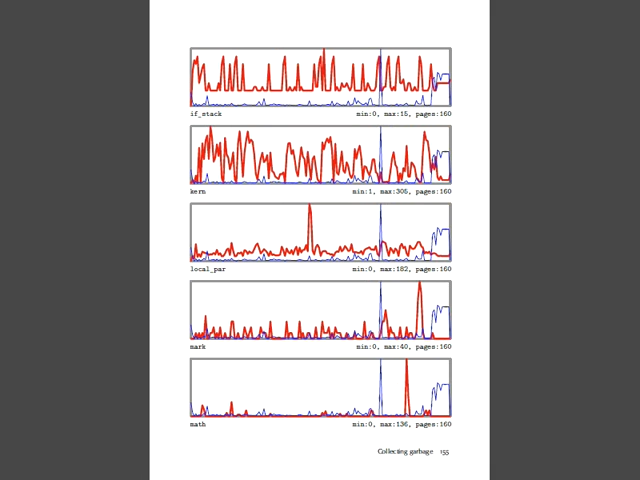 if_stack min:0, max:15, pages:160
kern min:1, max:305, pages:160
local_par min:0, max:182, pages:160
mark min:0, max:40, pages:160
math min:0, max:136, pages:160
Collecting garbage 155